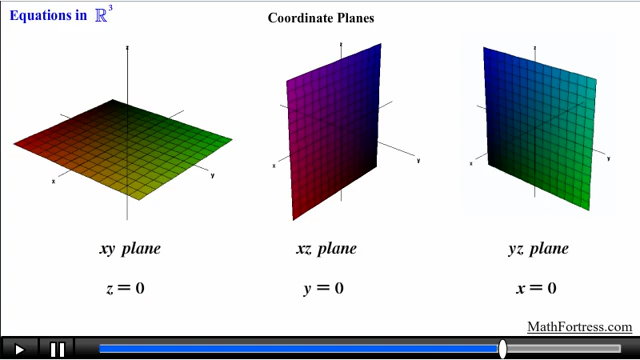 Equations in ℝ³
Coordinate Planes
z z z
x y x y x y
xy plane xz plane yz plane
z = 0 y = 0 x = 0
MathFortress.com